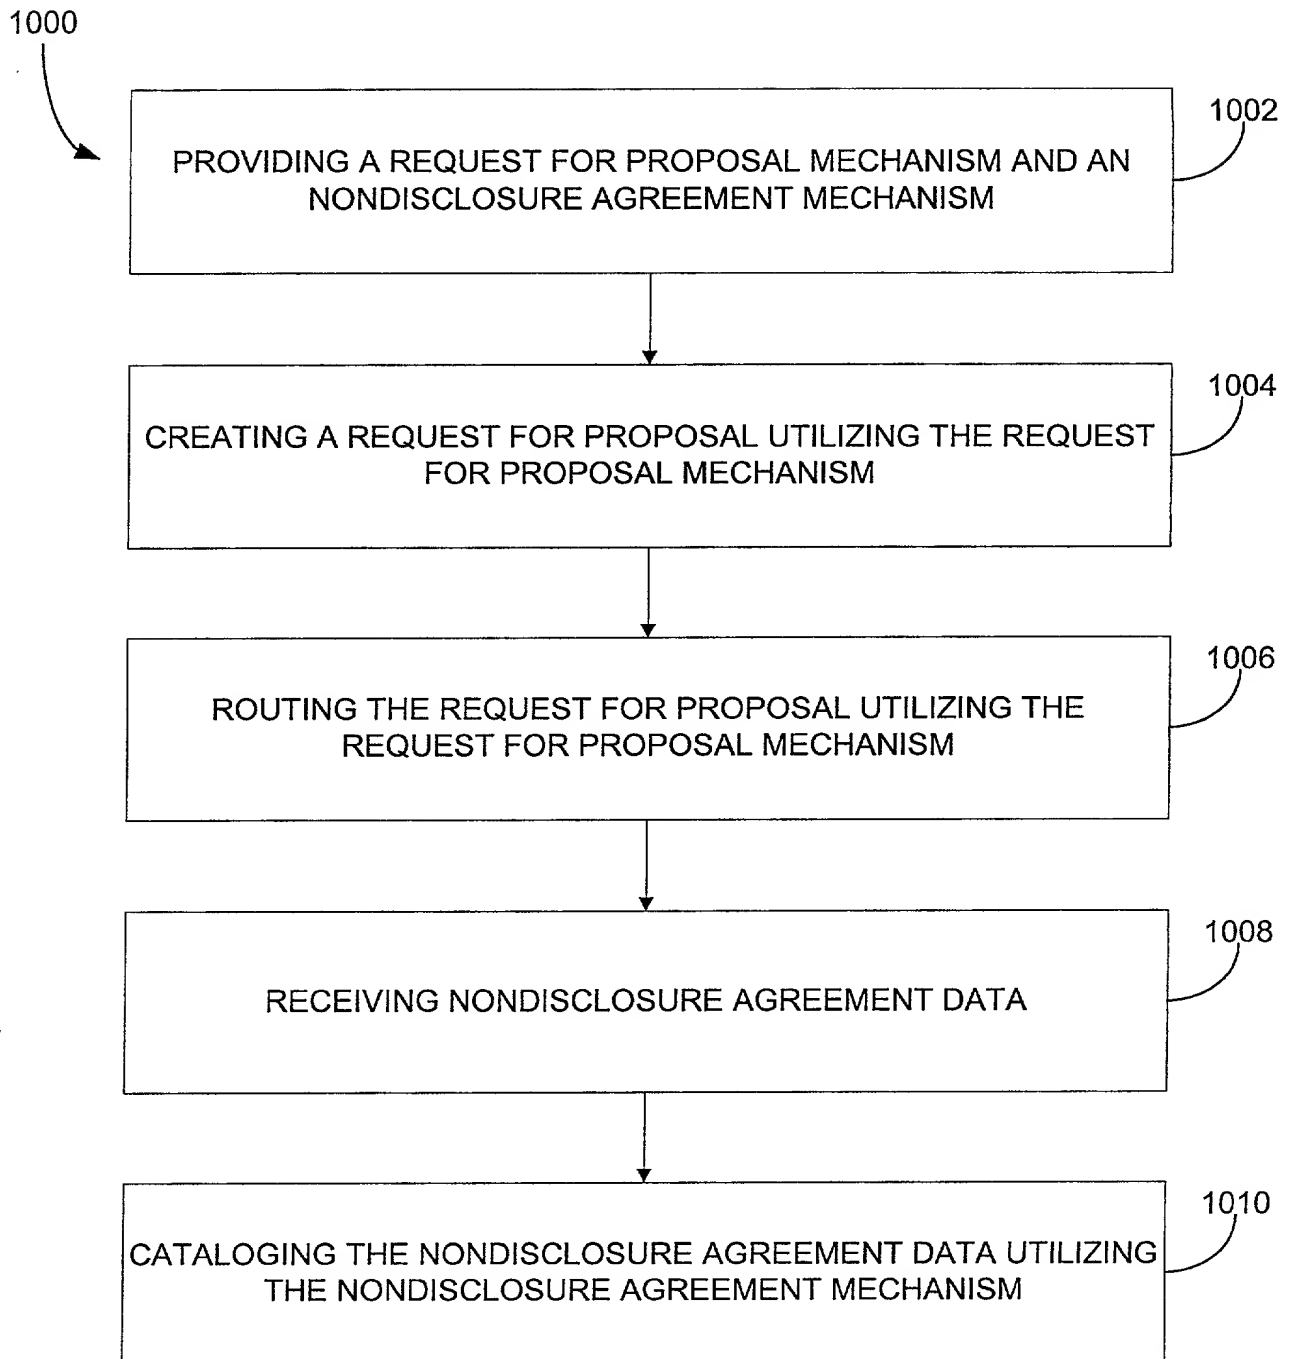 1000
1002
PROVIDING A REQUEST FOR PROPOSAL MECHANISM AND AN
NONDISCLOSURE AGREEMENT MECHANISM
1004
CREATING A REQUEST FOR PROPOSAL UTILIZING THE REQUEST
FOR PROPOSAL MECHANISM
1006
ROUTING THE REQUEST FOR PROPOSAL UTILIZING THE
REQUEST FOR PROPOSAL MECHANISM
1008
RECEIVING NONDISCLOSURE AGREEMENT DATA
1010
CATALOGING THE NONDISCLOSURE AGREEMENT DATA UTILIZING
THE NONDISCLOSURE AGREEMENT MECHANISM